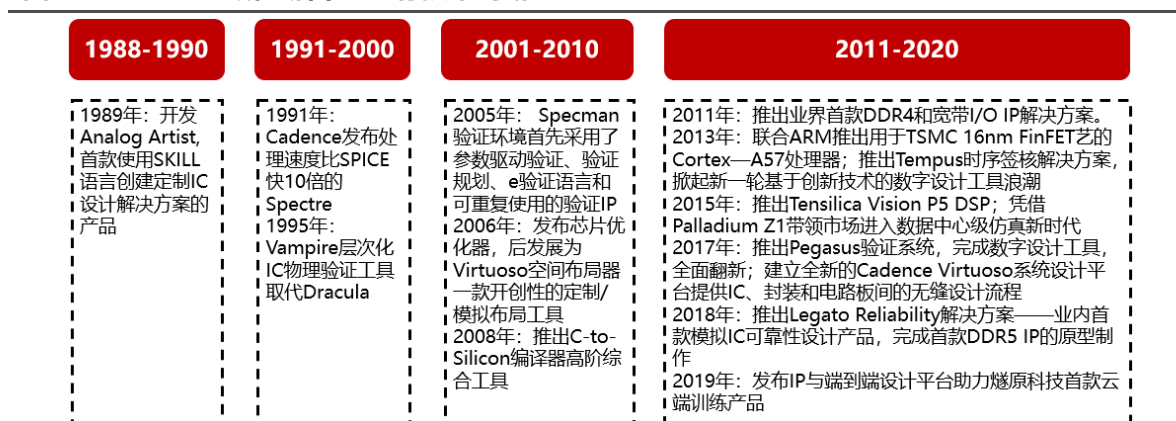 1988-1990
1989年：开发
Analog Artist,
首款使用SKILL
语言创建定制IC
设计解决方案的
产品
1991-2000
1991年：
Cadence发布处
理速度比SPICE
快10倍的
Spectre
1995年：
Vampire层次化
IC物理验证工具
取代Dracula
2001-2010
2005年： Specman
验证环境首先采用了
参数驱动验证、验证
规划、e验证语言和
可重复使用的验证IP
2006年：发布芯片优
化器，后发展为
Virtuoso空间布局器
一款开创性的定制/
模拟布局工具
2008年：推出C-to-
Silicon编译器高阶综
合工具
2011-2020
2011年：推出业界首款DDR4和宽带I/O IP解决方案。
2013年：联合ARM推出用于TSMC 16nm FinFET艺的
Cortex—A57处理器；推出Tempus时序签核解决方案，
掀起新一轮基于创新技术的数字设计工具浪潮
2015年：推出Tensilica Vision P5 DSP；凭借
Palladium Z1带领市场进入数据中心级仿真新时代
2017年：推出Pegasus验证系统，完成数字设计工具，
全面翻新；建立全新的Cadence Virtuoso系统设计平
台提供IC、封装和电路板间的无缝设计流程
2018年：推出Legato Reliability解决方案——业内首
款模拟IC可靠性设计产品，完成首款DDR5 IP的原型制
作
2019年：发布IP与端到端设计平台助力燧原科技首款云
端训练产品